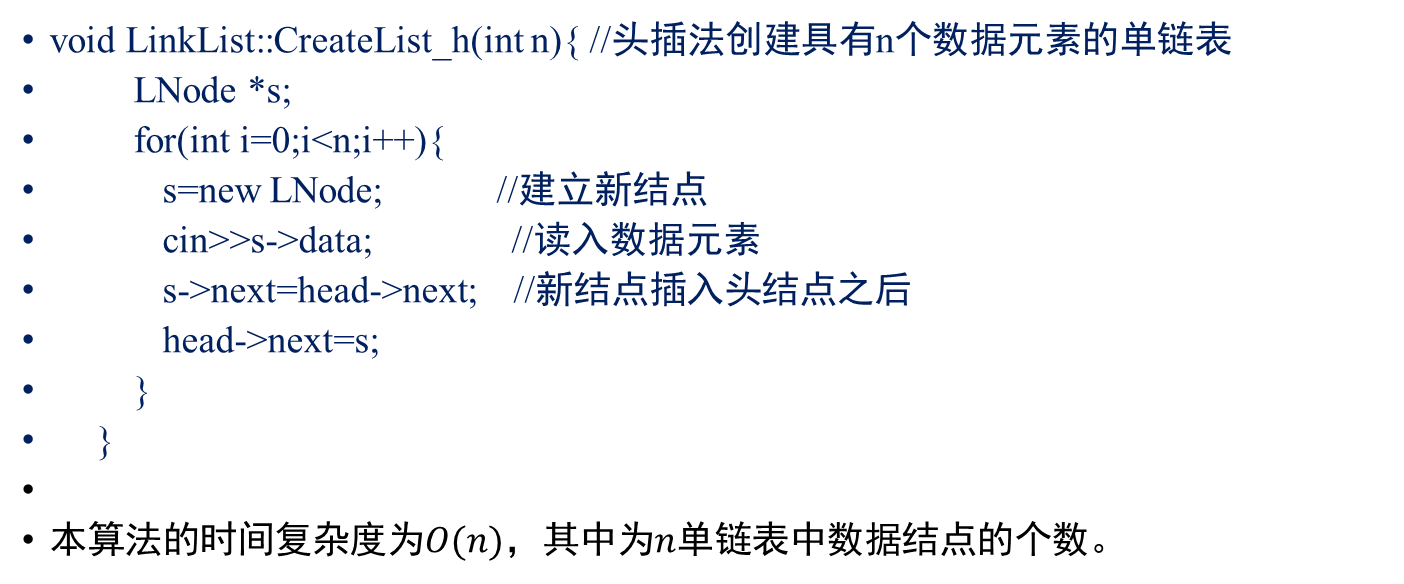 • void LinkList::CreateList_h(int n){ //头插法创建具有n个数据元素的单链表
• LNode *s;
• for(int i=0;i<n;i++){
• s=new LNode; //建立新结点
• cin>>s->data; //读入数据元素
• s->next=head->next; //新结点插入头结点之后
• head->next=s;
• }
• }
•
• 本算法的时间复杂度为O(n)，其中为n单链表中数据结点的个数。